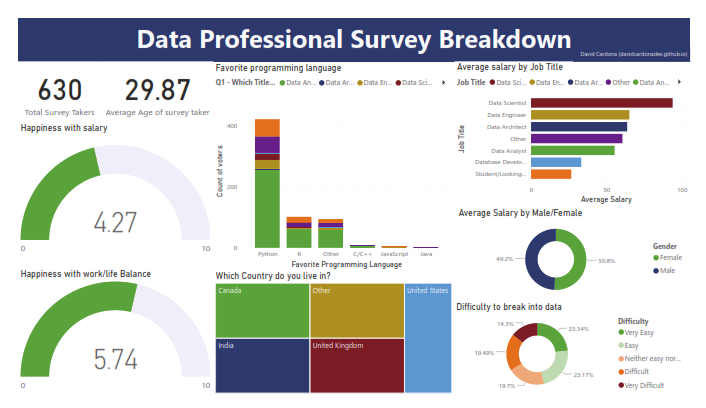 Data Professional Survey Breakdown
David Cardona (davidcardonadev.github.io)
630
Total Survey Takers
29.87
Average Age of survey taker
Happiness with salary
4.27
0
10
Happiness with work/life Balance
5.74
0
10
Favorite programming language
Q1 - Which Title... Data An... Data Ar... Data En... Data Sci...
Count of voters
400
200
0
Python R Other C/C++ JavaScript Java
Favorite Programming Language
Which Country do you live in?
Canada
Other
United States
India
United Kingdom
Average salary by Job Title
Job Title Data Sci... Data En... Data Ar... Other Data An...
Job Title
Data Scientist
Data Engineer
Data Architect
Other
Data Analyst
Database Develo...
Student/Looking...
0 50 100
Average Salary
Average Salary by Male/Female
49.2%
50.8%
Gender
Female
Male
Difficulty to break into data
14.3%
23.54%
19.49%
19.7%
23.17%
Difficulty
Very Easy
Easy
Neither easy nor...
Difficult
Very Difficult